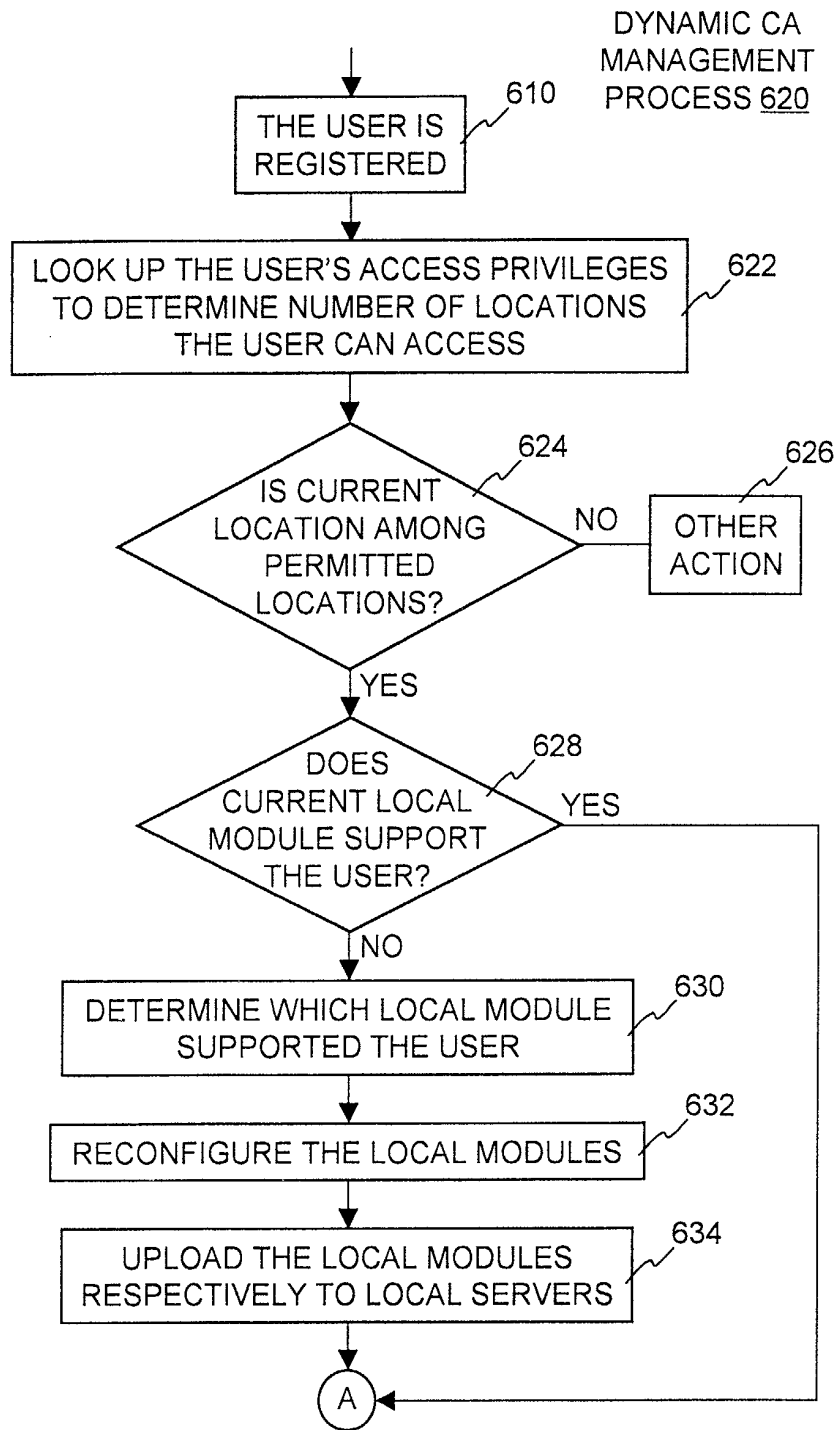 DYNAMIC CA
MANAGEMENT
PROCESS 620
610
THE USER IS
REGISTERED
LOOK UP THE USER'S ACCESS PRIVILEGES
TO DETERMINE NUMBER OF LOCATIONS
THE USER CAN ACCESS
622
624
IS CURRENT
LOCATION AMONG
PERMITTED
LOCATIONS?
NO
626
OTHER
ACTION
YES
628
DOES
CURRENT LOCAL
MODULE SUPPORT
THE USER?
YES
NO
630
DETERMINE WHICH LOCAL MODULE
SUPPORTED THE USER
632
RECONFIGURE THE LOCAL MODULES
634
UPLOAD THE LOCAL MODULES
RESPECTIVELY TO LOCAL SERVERS
A